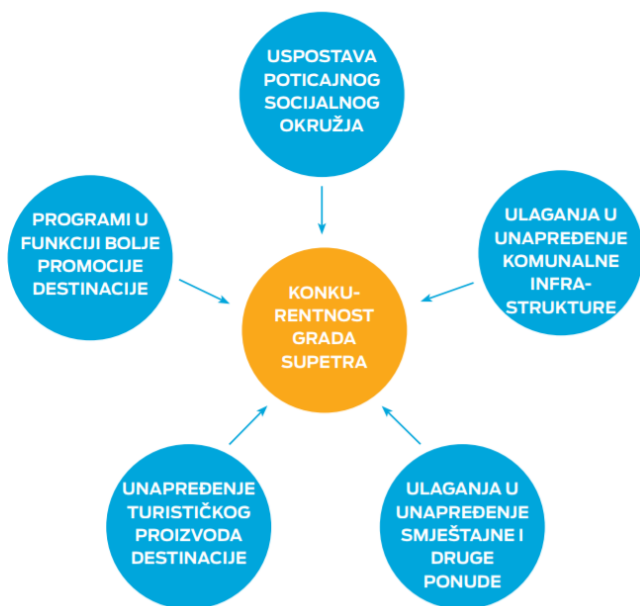 USPOSTAVA
POTICAJNOG
SOCIJALNOG
OKRUŽJA
PROGRAMI U
FUNKCIJI BOLJE
PROMOCIJE
DESTINACIJE
ULAGANJA U
UNAPREĐENJE
KOMUNALNE
INFRA-
STRUKTURE
KONKU-
RENTNOST
GRADA
SUPETRA
UNAPREĐENJE
TURISTIČKOG
PROIZVODA
DESTINACIJE
ULAGANJA U
UNAPREĐENJE
SMJEŠTAJNE I
DRUGE
PONUDE